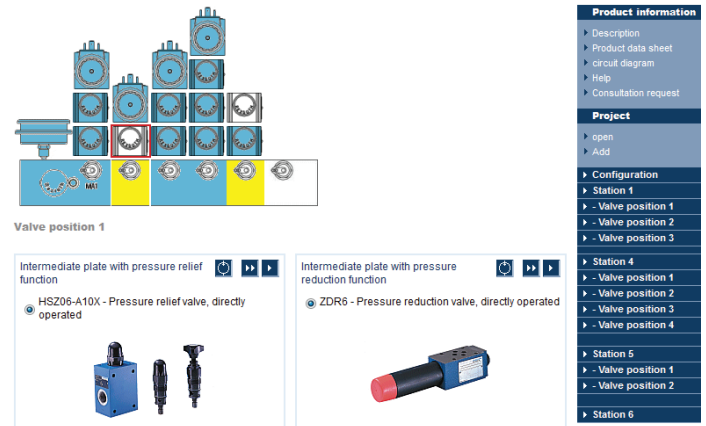 MA1
Valve position 1
Intermediate plate with pressure relief
function
HSZ06-A10X - Pressure relief valve, directly
operated
Intermediate plate with pressure
reduction function
ZDR6 - Pressure reduction valve, directly operated
Product information
Description
Product data sheet
circuit diagram
Help
Consultation request
Project
open
Add
Configuration
Station 1
- Valve position 1
- Valve position 2
- Valve position 3
Station 4
- Valve position 1
- Valve position 2
- Valve position 3
- Valve position 4
Station 5
- Valve position 1
- Valve position 2
Station 6